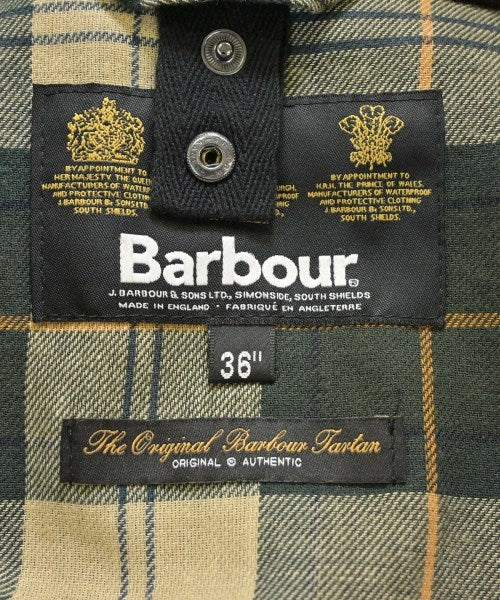 BY APPOINTMENT TO
HER MAJESTY THE QUEEN
MANUFACTURERS OF WATERP
AND PROTECTIVE CLOTHING
J. BARBOUR & SONS LTD.
SOUTH SHIELDS
BY APPOINTMENT TO
H.R.H. THE PRINCE OF WALES
MANUFACTURERS OF WATERPROOF
AND PROTECTIVE CLOTHING
J. BARBOUR & SONS LTD.
SOUTH SHIELDS.
Barbour®
J. BARBOUR & SONS LTD., SIMONSIDE, SOUTH SHIELDS
MADE IN ENGLAND • FABRIQUÉ EN ANGLETERRE
36"
The Original Barbour Tartan
ORIGINAL ® AUTHENTIC